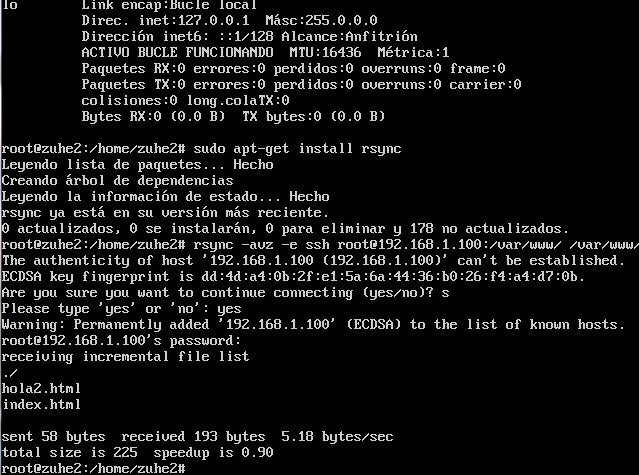 lo        Link encap:Bucle local
          Direc. inet:127.0.0.1  Másc:255.0.0.0
          Dirección inet6: ::1/128 Alcance:Anfitrión
          ACTIVO BUCLE FUNCIONANDO  MTU:16436  Métrica:1
          Paquetes RX:0 errores:0 perdidos:0 overruns:0 frame:0
          Paquetes TX:0 errores:0 perdidos:0 overruns:0 carrier:0
          colisiones:0 long.colaTX:0
          Bytes RX:0 (0.0 B)  TX bytes:0 (0.0 B)
root@zuhe2:/home/zuhe2# sudo apt-get install rsync
Leyendo lista de paquetes... Hecho
Creando árbol de dependencias
Leyendo la información de estado... Hecho
rsync ya está en su versión más reciente.
0 actualizados, 0 se instalarán, 0 para eliminar y 178 no actualizados.
root@zuhe2:/home/zuhe2# rsync -avz -e ssh root@192.168.1.100:/var/www/ /var/www/
The authenticity of host '192.168.1.100 (192.168.1.100)' can't be established.
ECDSA key fingerprint is dd:4d:a4:0b:2f:e1:5a:6a:44:36:b0:26:f4:a4:d7:0b.
Are you sure you want to continue connecting (yes/no)? s
Please type 'yes' or 'no': yes
Warning: Permanently added '192.168.1.100' (ECDSA) to the list of known hosts.
root@192.168.1.100's password:
receiving incremental file list
./
hola2.html
index.html
sent 58 bytes  received 193 bytes  5.18 bytes/sec
total size is 225  speedup is 0.90
root@zuhe2:/home/zuhe2#